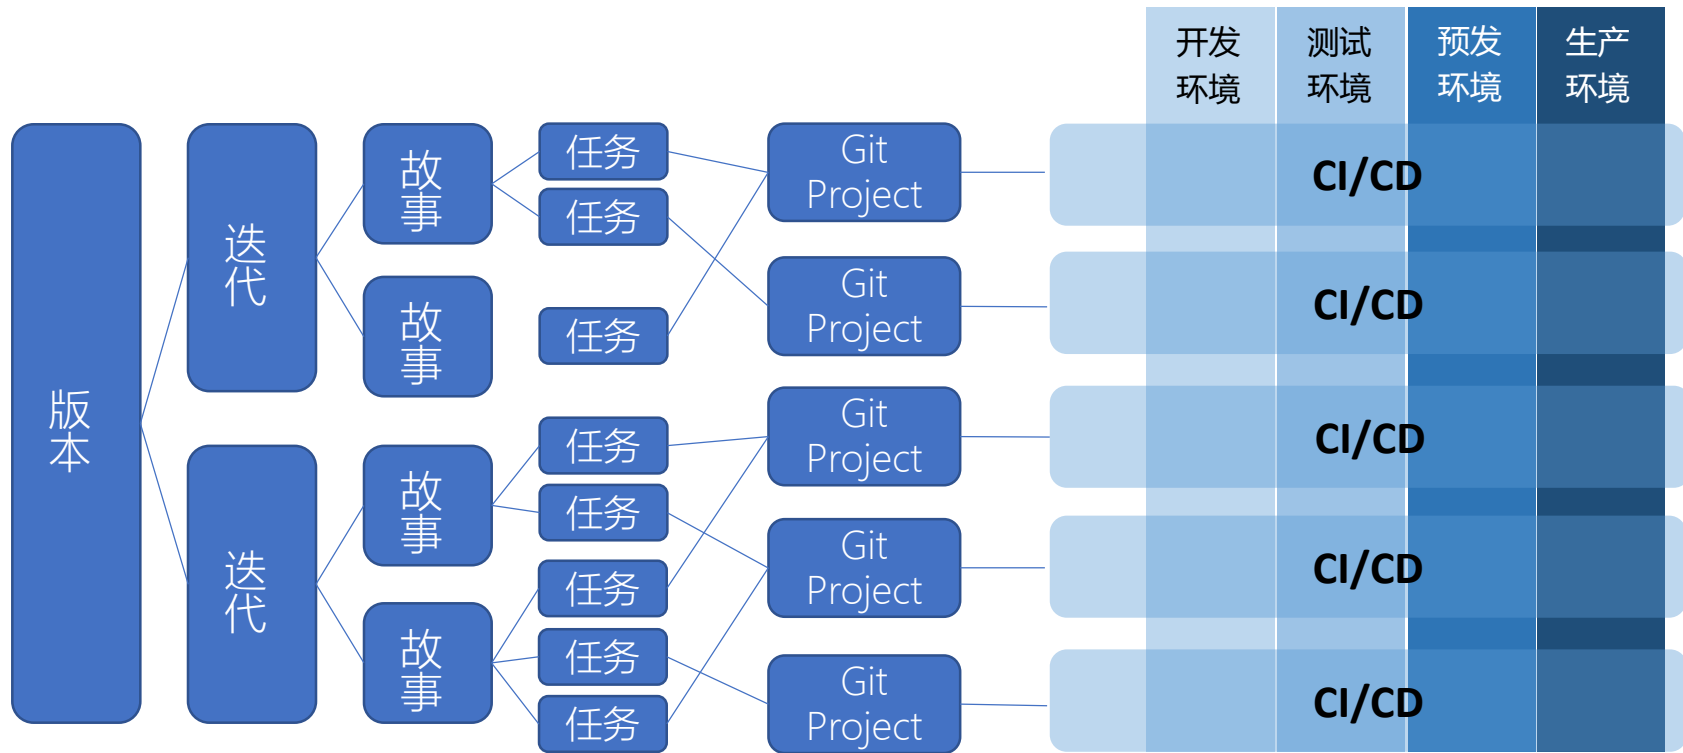 开发
环境
测试
环境
预发
环境
生产
环境
版
本
迭
代
迭
代
故
事
故
事
故
事
故
事
任务
任务
任务
任务
任务
任务
任务
任务
Git
Project
Git
Project
Git
Project
Git
Project
Git
Project
CI/CD
CI/CD
CI/CD
CI/CD
CI/CD